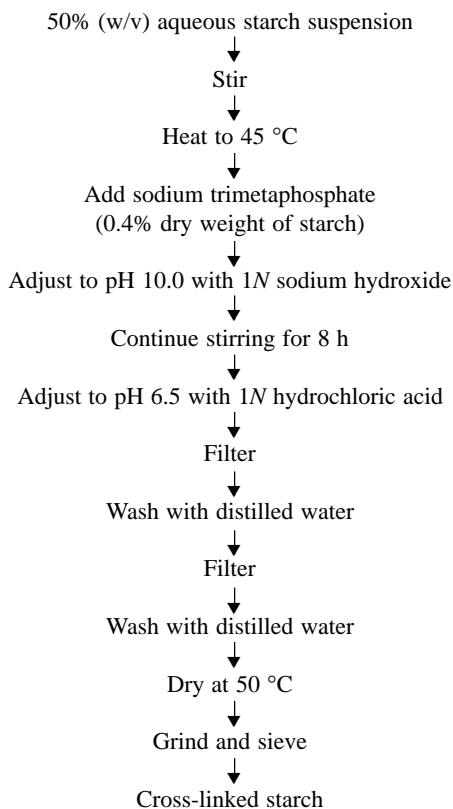 50% (w/v) aqueous starch suspension
Stir
Heat to 45 °C
Add sodium trimetaphosphate
(0.4% dry weight of starch)
Adjust to pH 10.0 with 1N sodium hydroxide
Continue stirring for 8 h
Adjust to pH 6.5 with 1N hydrochloric acid
Filter
Wash with distilled water
Filter
Wash with distilled water
Dry at 50 °C
Grind and sieve
Cross-linked starch